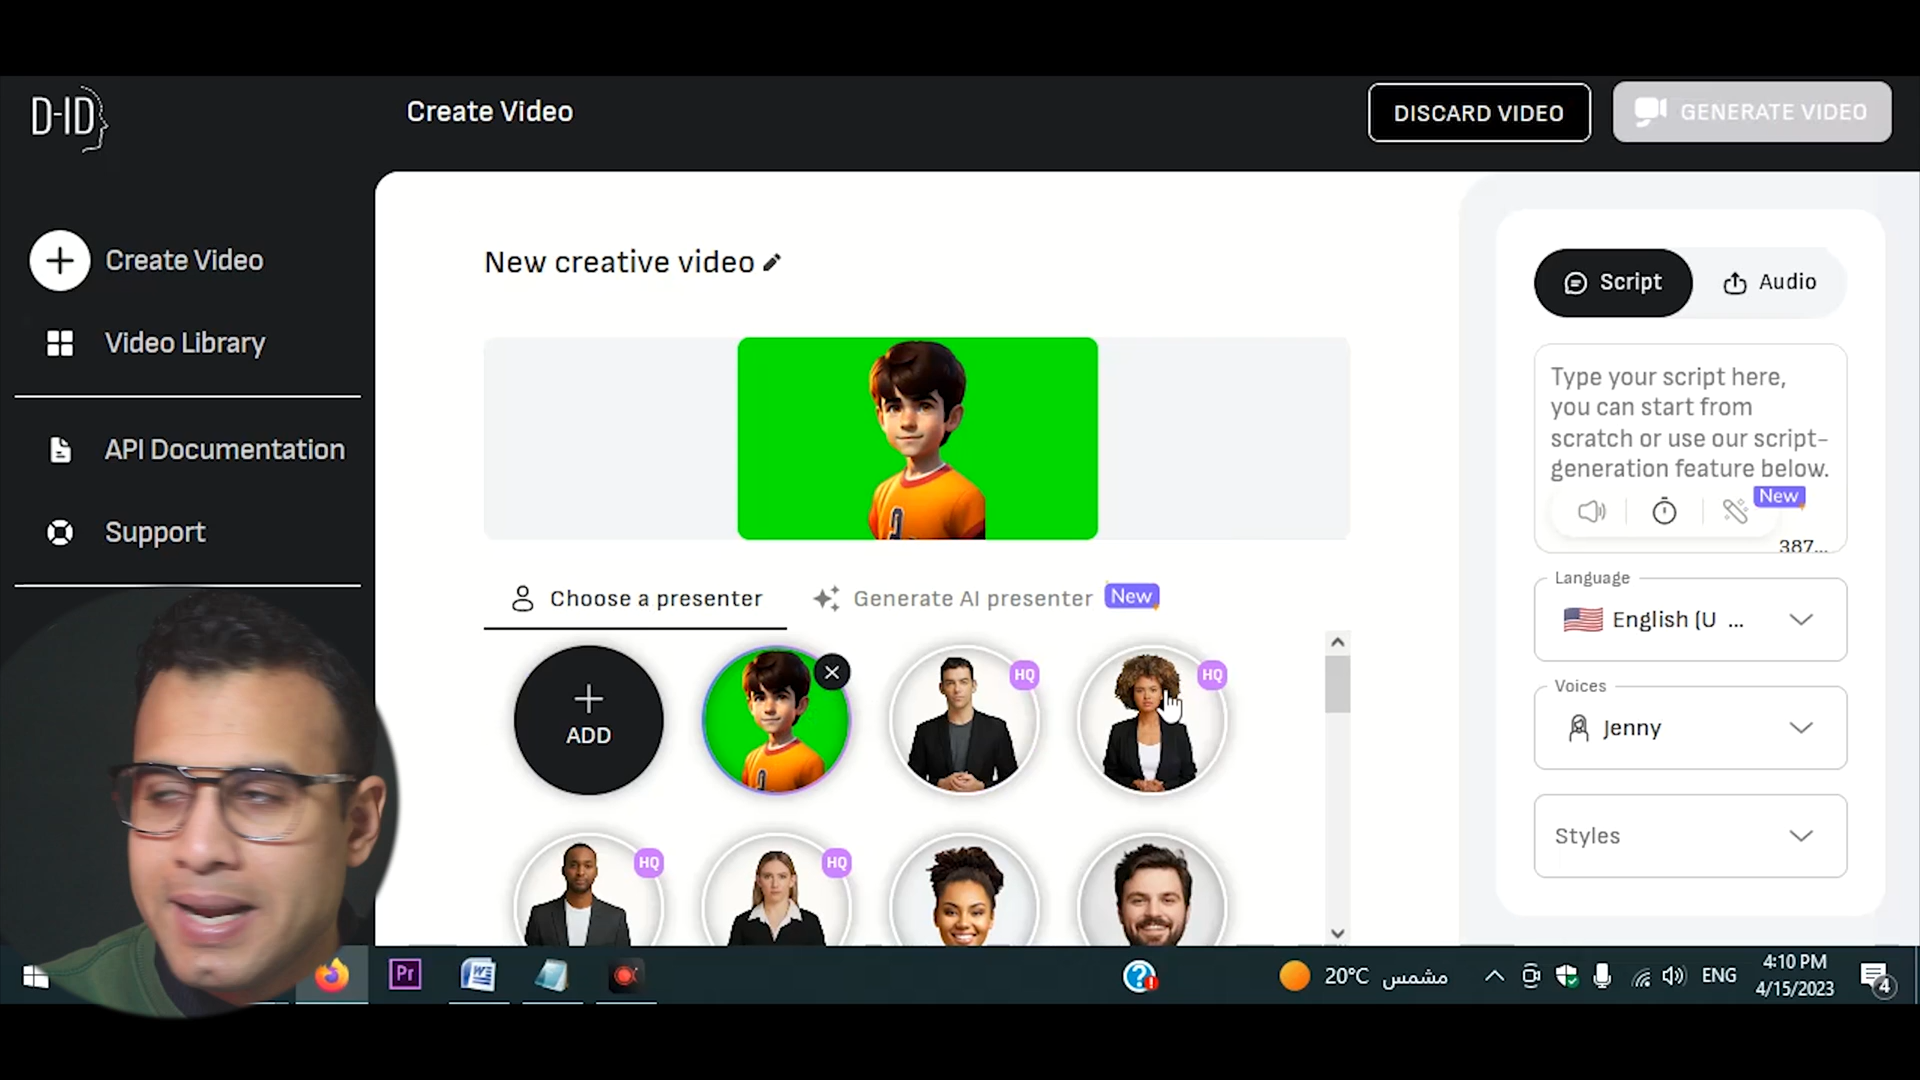 D-ID
Create Video
DISCARD VIDEO
GENERATE VIDEO
Create Video
Video Library
API Documentation
Support
New creative video
Choose a presenter
Generate AI presenter
New
ADD
HQ
HQ
HQ
HQ
Script
Audio
Type your script here,
you can start from
scratch or use our script-
generation feature below.
New
387...
Language
English (U ...
Voices
Jenny
Styles
Pr
W
20°C مشمس
ENG
4:10 PM
4/15/2023
4